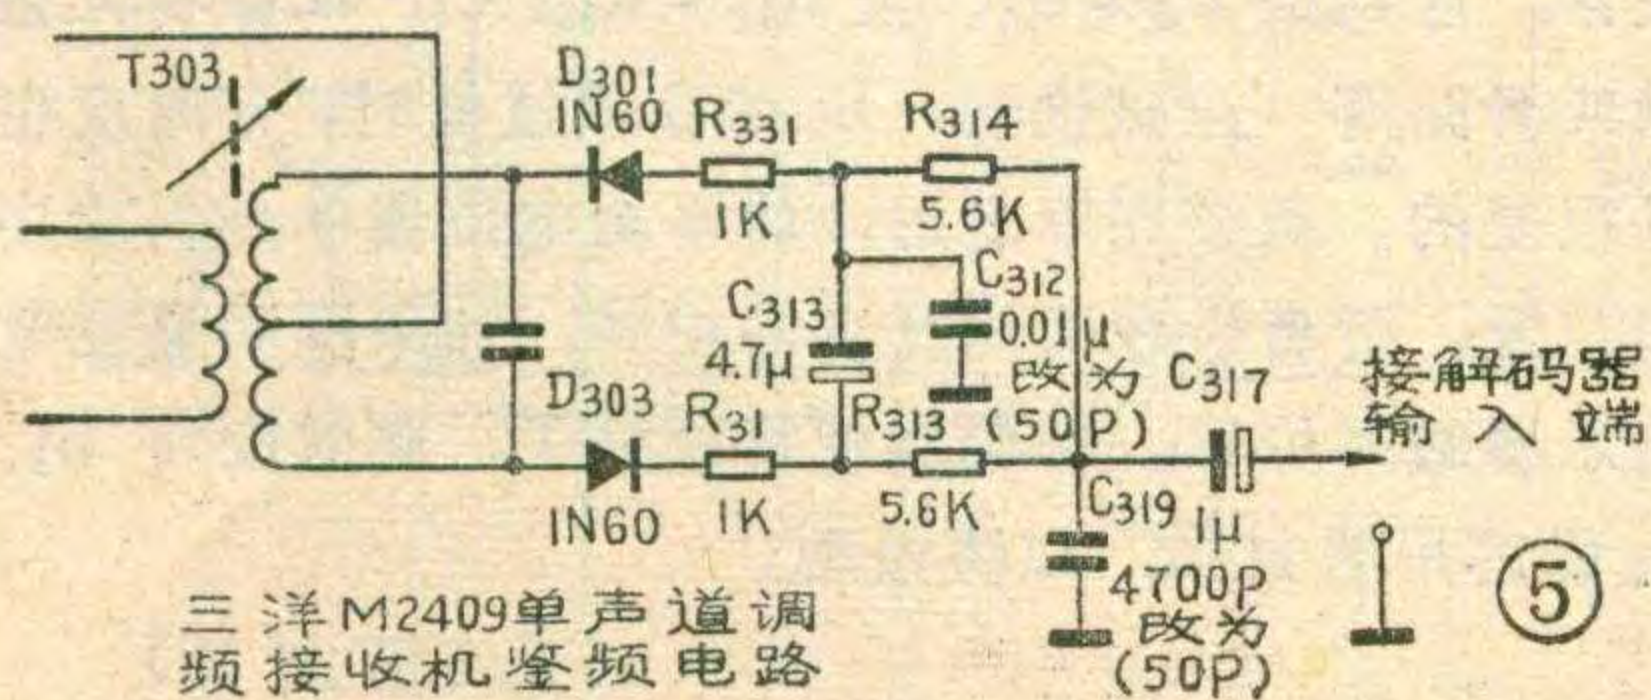 T303
D301
IN60
R331
1K
R314
5.6K
C313
4.7μ
C312
0.01μ
改为
(50P)
D303
IN60
R31
1K
R313
5.6K
C317
1μ
C319
4700P
改为
(50P)
接解码器
输入端
三洋M2409单声道调
频接收机鉴频电路
⑤